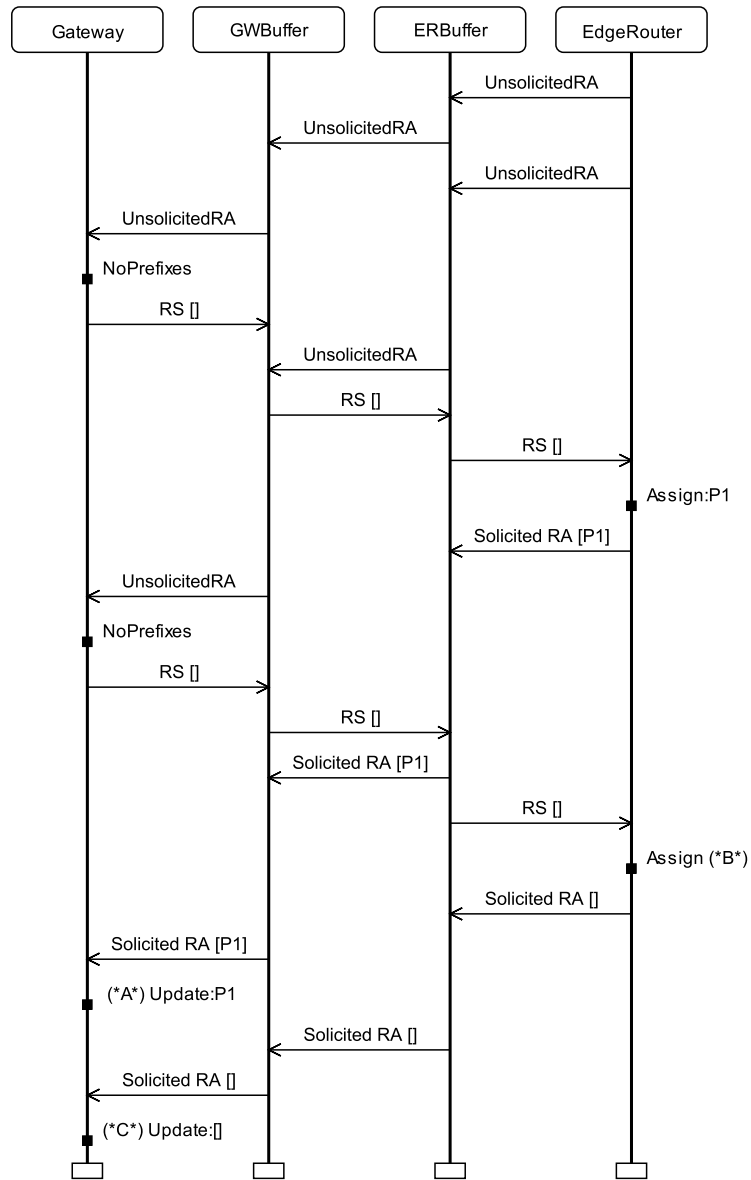 Gateway
GWBuffer
ERBuffer
EdgeRouter
UnsolicitedRA
UnsolicitedRA
UnsolicitedRA
UnsolicitedRA
NoPrefixes
RS []
UnsolicitedRA
RS []
RS []
Assign:P1
Solicited RA [P1]
UnsolicitedRA
NoPrefixes
RS []
RS []
Solicited RA [P1]
RS []
Assign (*B*)
Solicited RA []
Solicited RA [P1]
(*A*) Update:P1
Solicited RA []
Solicited RA []
(*C*) Update:[]